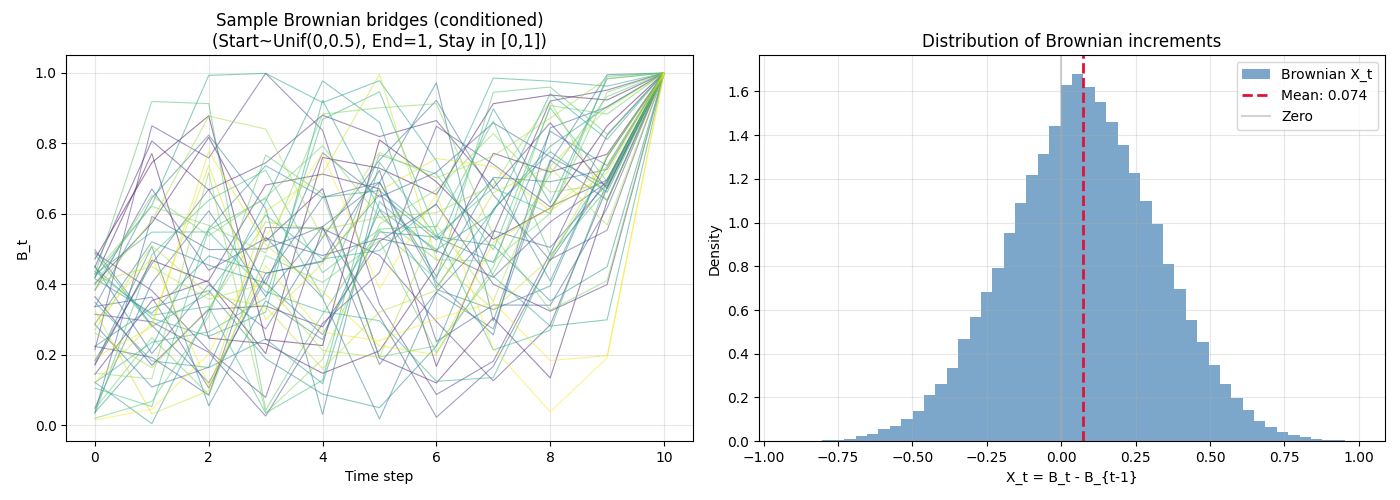 Sample Brownian bridges (conditioned)
(Start~Unif(0,0.5), End=1, Stay in [0,1])
1.0
0.8
0.6
0.4
0.2
0.0
B_t
0 2 4 6 8 10
Time step
Distribution of Brownian increments
Brownian X_t
Mean: 0.074
Zero
1.6
1.4
1.2
1.0
0.8
0.6
0.4
0.2
0.0
Density
−1.00 −0.75 −0.50 −0.25 0.00 0.25 0.50 0.75 1.00
X_t = B_t - B_{t-1}